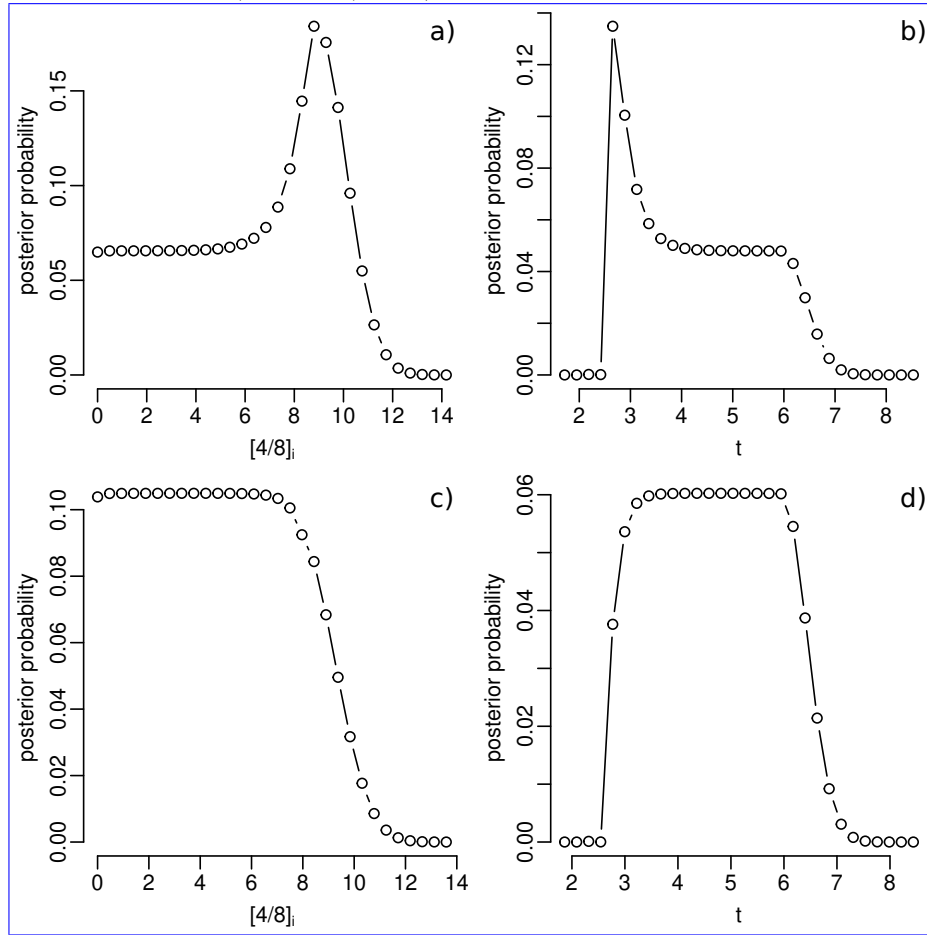 a)
posterior probability
0.00 0.05 0.10 0.15
0 2 4 6 8 10 12 14
[4/8]i
b)
posterior probability
0.00 0.04 0.08 0.12
2 3 4 5 6 7 8
t
c)
posterior probability
0.00 0.02 0.04 0.06 0.08 0.10
0 2 4 6 8 10 12 14
[4/8]i
d)
posterior probability
0.00 0.02 0.04 0.06
2 3 4 5 6 7 8
t